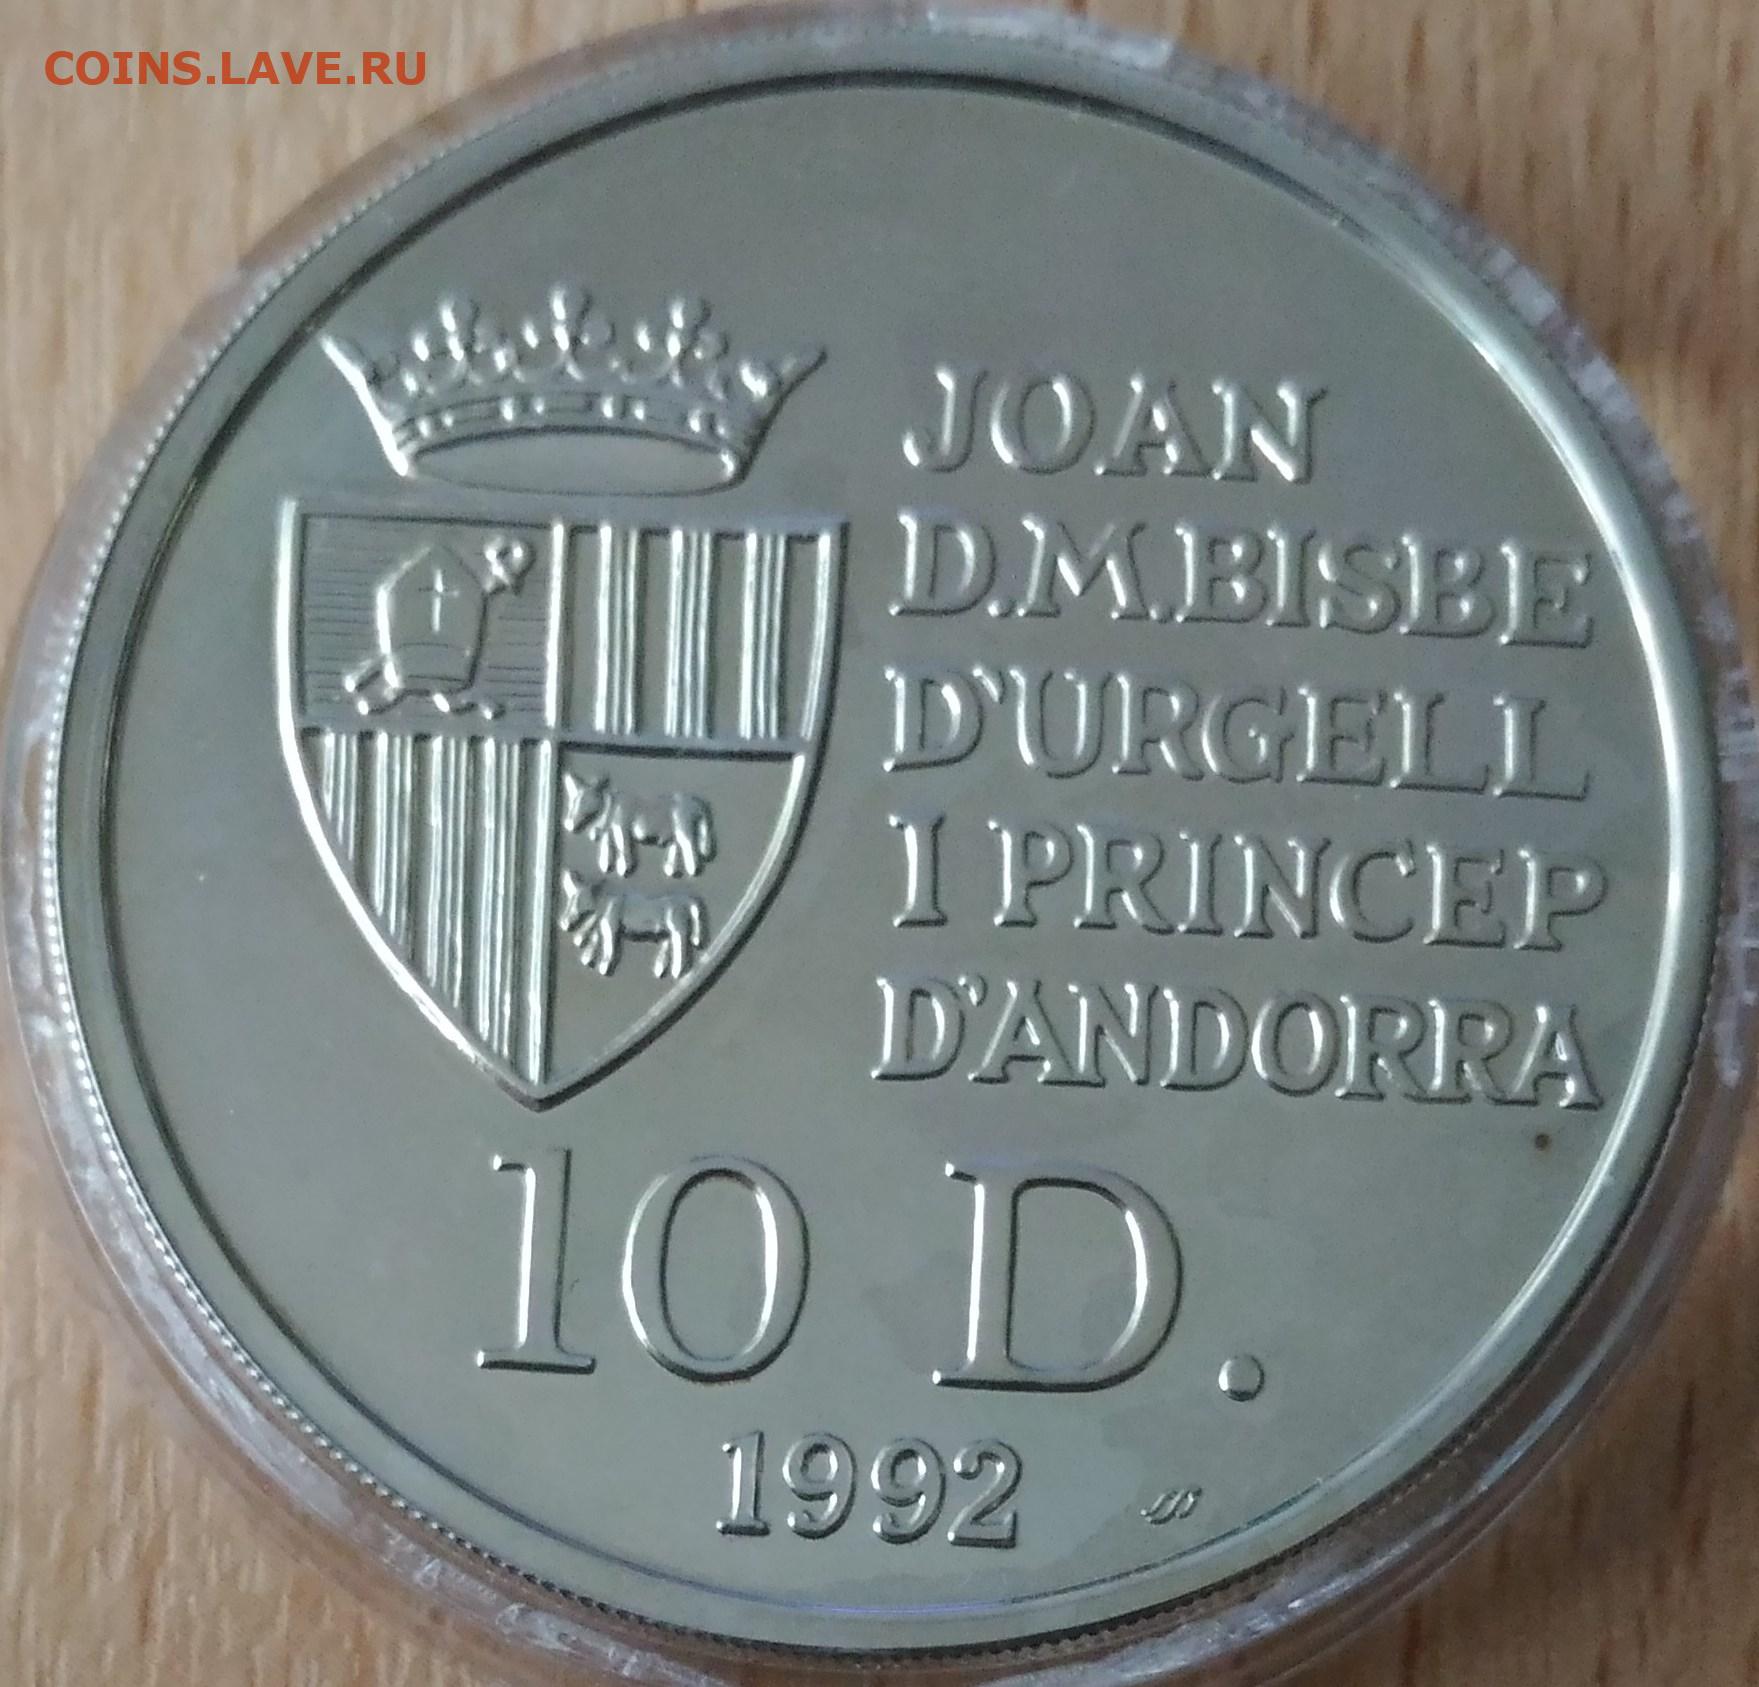 COINS.LAVE.RU
JOAN
D.M.BISBE
D'URGELL
I PRINCEP
D'ANDORRA
10 D.
1992